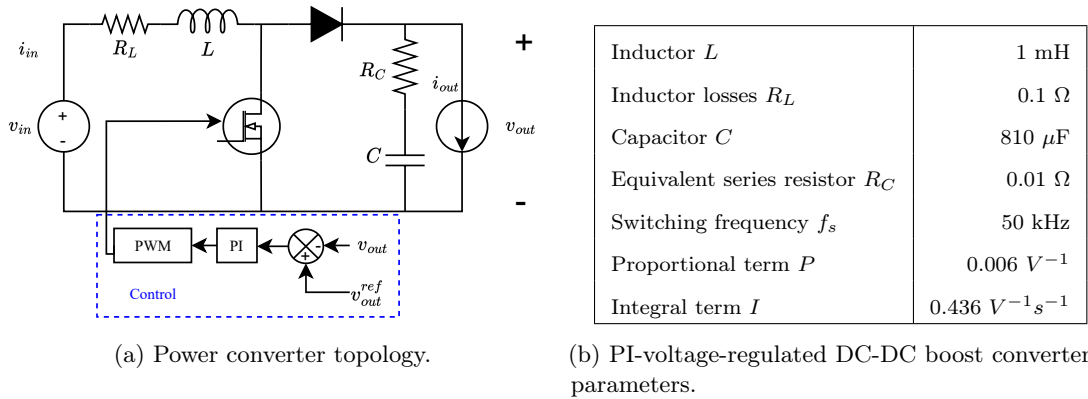 i_in
R_L
L
R_C
i_out
+
v_in
+
-
v_out
C
-
PWM
PI
-
v_out
+
v_out^ref
Control
(a) Power converter topology.
Inductor L 1 mH
Inductor losses R_L 0.1 Ω
Capacitor C 810 μF
Equivalent series resistor R_C 0.01 Ω
Switching frequency f_s 50 kHz
Proportional term P 0.006 V^−1
Integral term I 0.436 V^−1s^−1
(b) PI-voltage-regulated DC-DC boost converter
parameters.